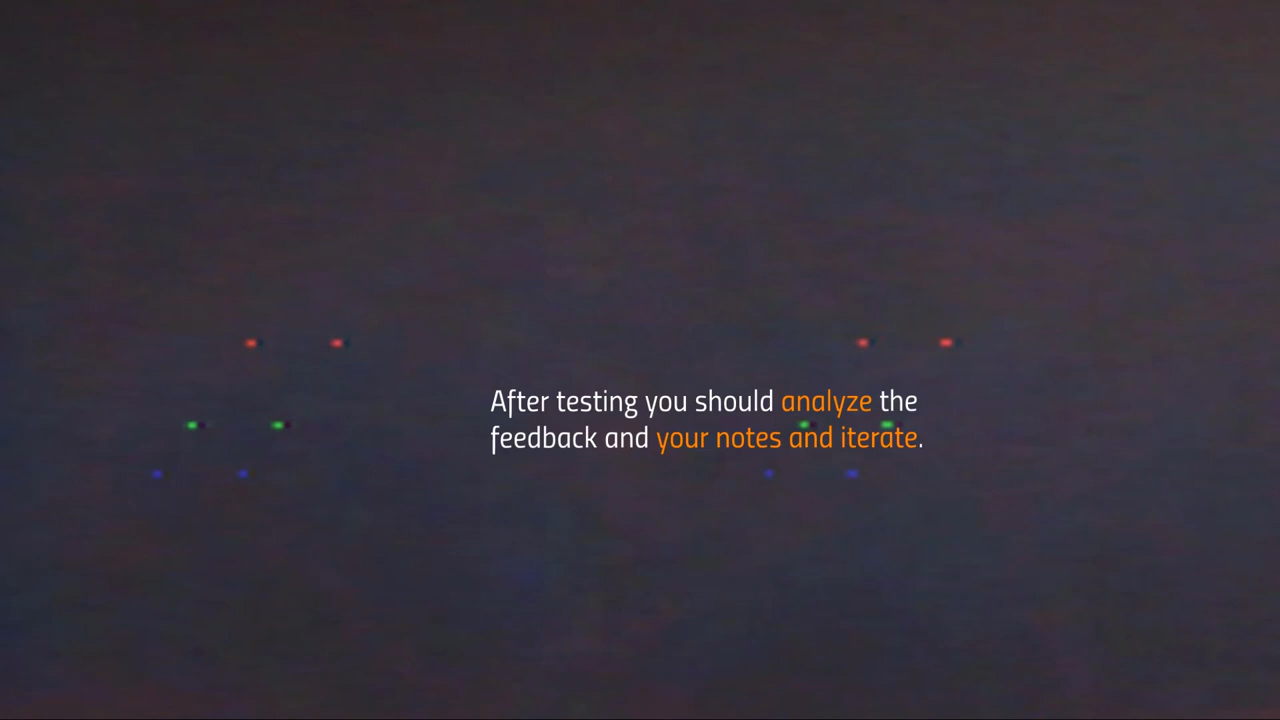 After testing you should analyze the
feedback and your notes and iterate.